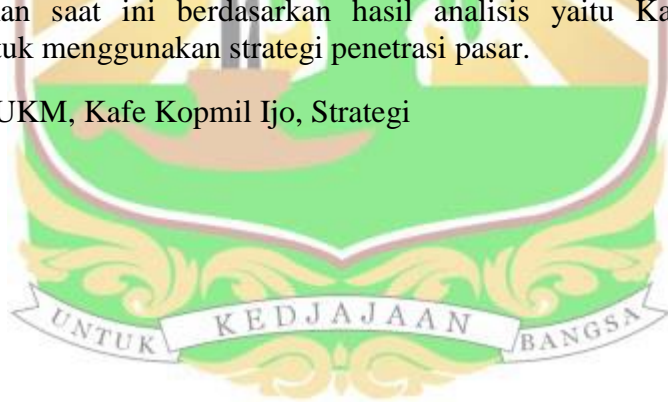 an saat ini berdasarkan hasil analisis yaitu Ka
tuk menggunakan strategi penetrasi pasar.
UKM, Kafe Kopmil Ijo, Strategi
UNTUK KEDJAJAAN BANGSA